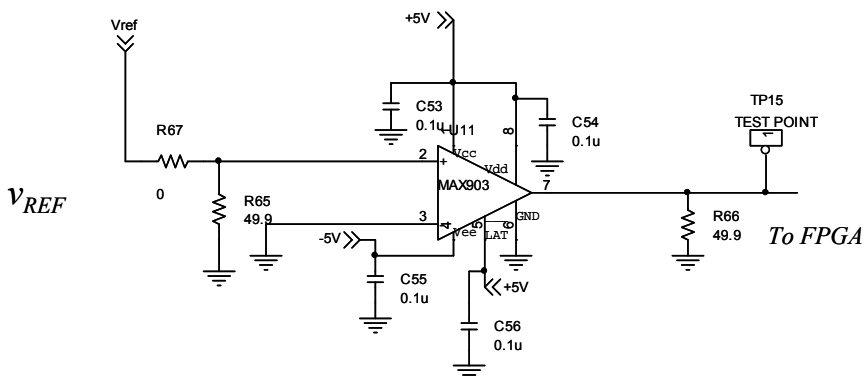 +5V
Vref
C53
0.1u
U11
1
8
C54
0.1u
TP15
TEST POINT
1
R67
0
2
+
Vcc
Vdd
MAX903
7
R65
49.9
3
-
4
Vee
5
LAT
6
GND
R66
49.9
v_REF
To FPGA
-5V
C55
0.1u
+5V
C56
0.1u